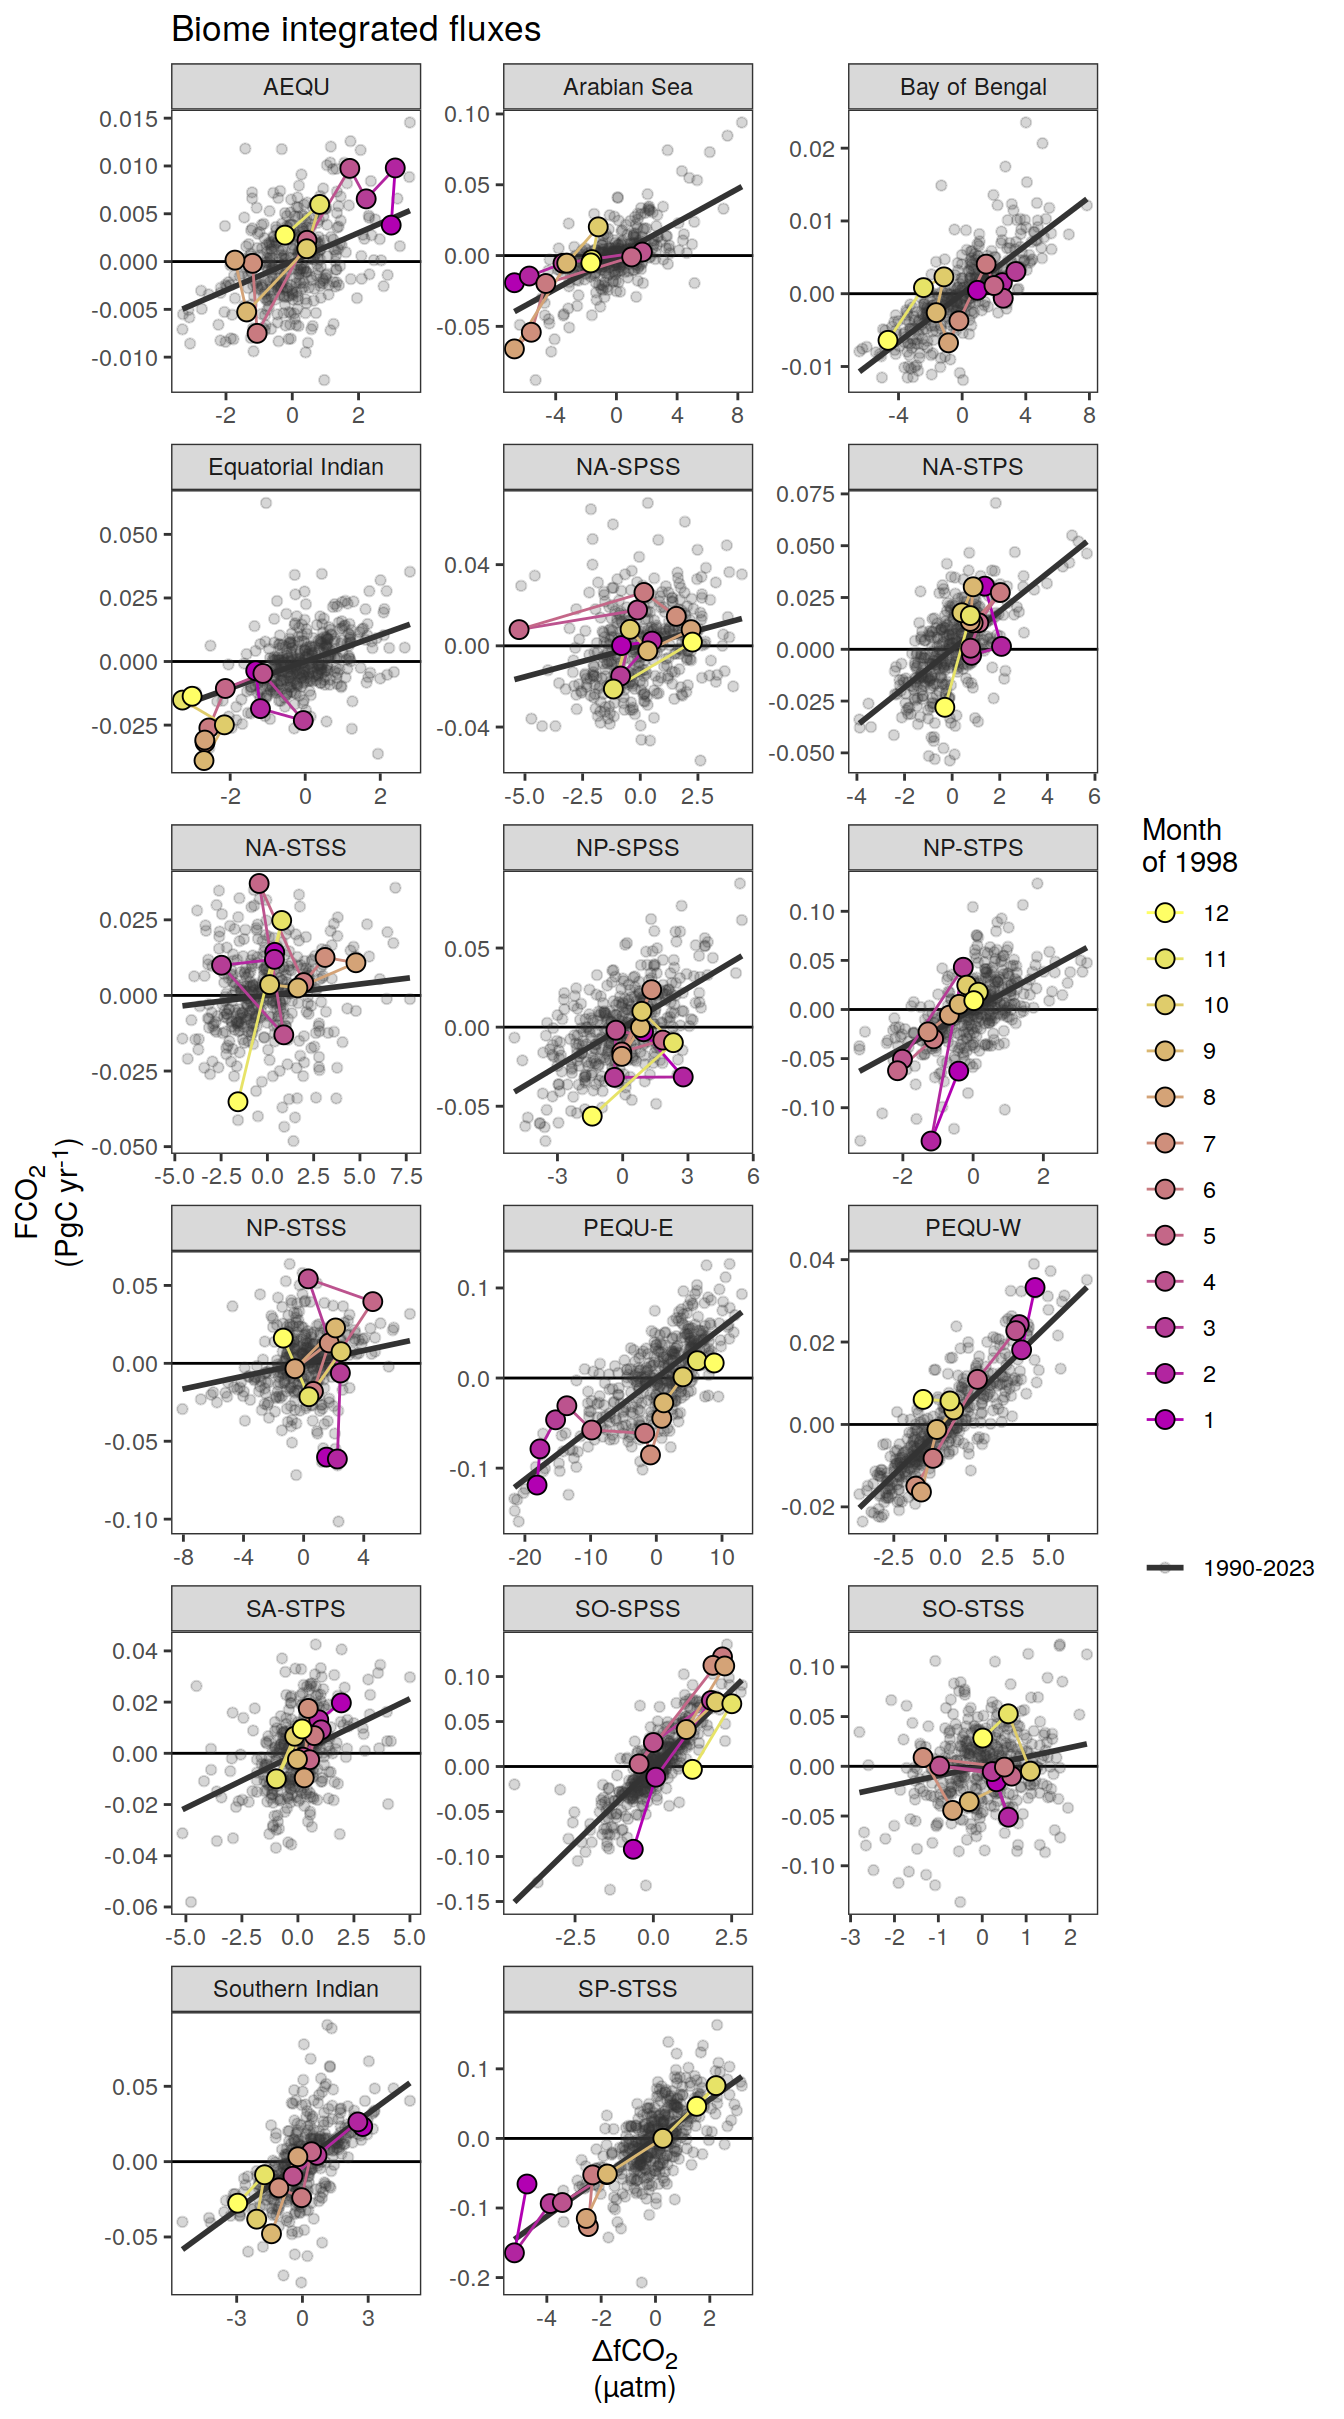 Biome integrated fluxes
AEQU
Arabian Sea
Bay of Bengal
0.015
0.010
0.005
0.000
-0.005
-0.010
-2 0 2
0.10
0.05
0.00
-0.05
-4 0 4 8
0.02
0.01
0.00
-0.01
-4 0 4 8
Equatorial Indian
NA-SPSS
NA-STPS
0.050
0.025
0.000
-0.025
-2 0 2
0.04
0.00
-0.04
-5.0 -2.5 0.0 2.5
0.075
0.050
0.025
0.000
-0.025
-0.050
-4 -2 0 2 4 6
NA-STSS
NP-SPSS
NP-STPS
0.025
0.000
-0.025
-0.050
-5.0 -2.5 0.0 2.5 5.0 7.5
0.05
0.00
-0.05
-3 0 3 6
0.10
0.05
0.00
-0.05
-0.10
-2 0 2
NP-STSS
PEQU-E
PEQU-W
0.05
0.00
-0.05
-0.10
-8 -4 0 4
0.1
0.0
-0.1
-20 -10 0 10
0.04
0.02
0.00
-0.02
-2.5 0.0 2.5 5.0
SA-STPS
SO-SPSS
SO-STSS
0.04
0.02
0.00
-0.02
-0.04
-0.06
-5.0 -2.5 0.0 2.5 5.0
0.10
0.05
0.00
-0.05
-0.10
-0.15
-2.5 0.0 2.5
0.10
0.05
0.00
-0.05
-0.10
-3 -2 -1 0 1 2
Southern Indian
SP-STSS
0.05
0.00
-0.05
-3 0 3
0.1
0.0
-0.1
-0.2
-4 -2 0 2
FCO₂
(PgC yr⁻¹)
ΔfCO₂
(µatm)
Month
of 1998
12
11
10
9
8
7
6
5
4
3
2
1
1990-2023